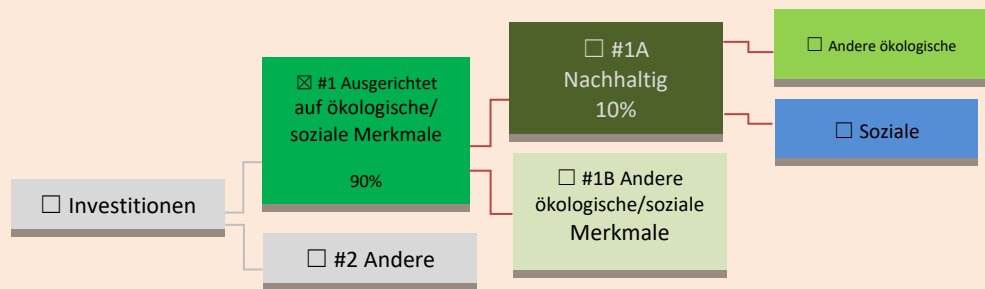 ☐ Investitionen
☒ #1 Ausgerichtet
auf ökologische/
soziale Merkmale
90%
☐ #2 Andere
☐ #1A
Nachhaltig
10%
☐ #1B Andere
ökologische/soziale
Merkmale
☐ Andere ökologische
☐ Soziale